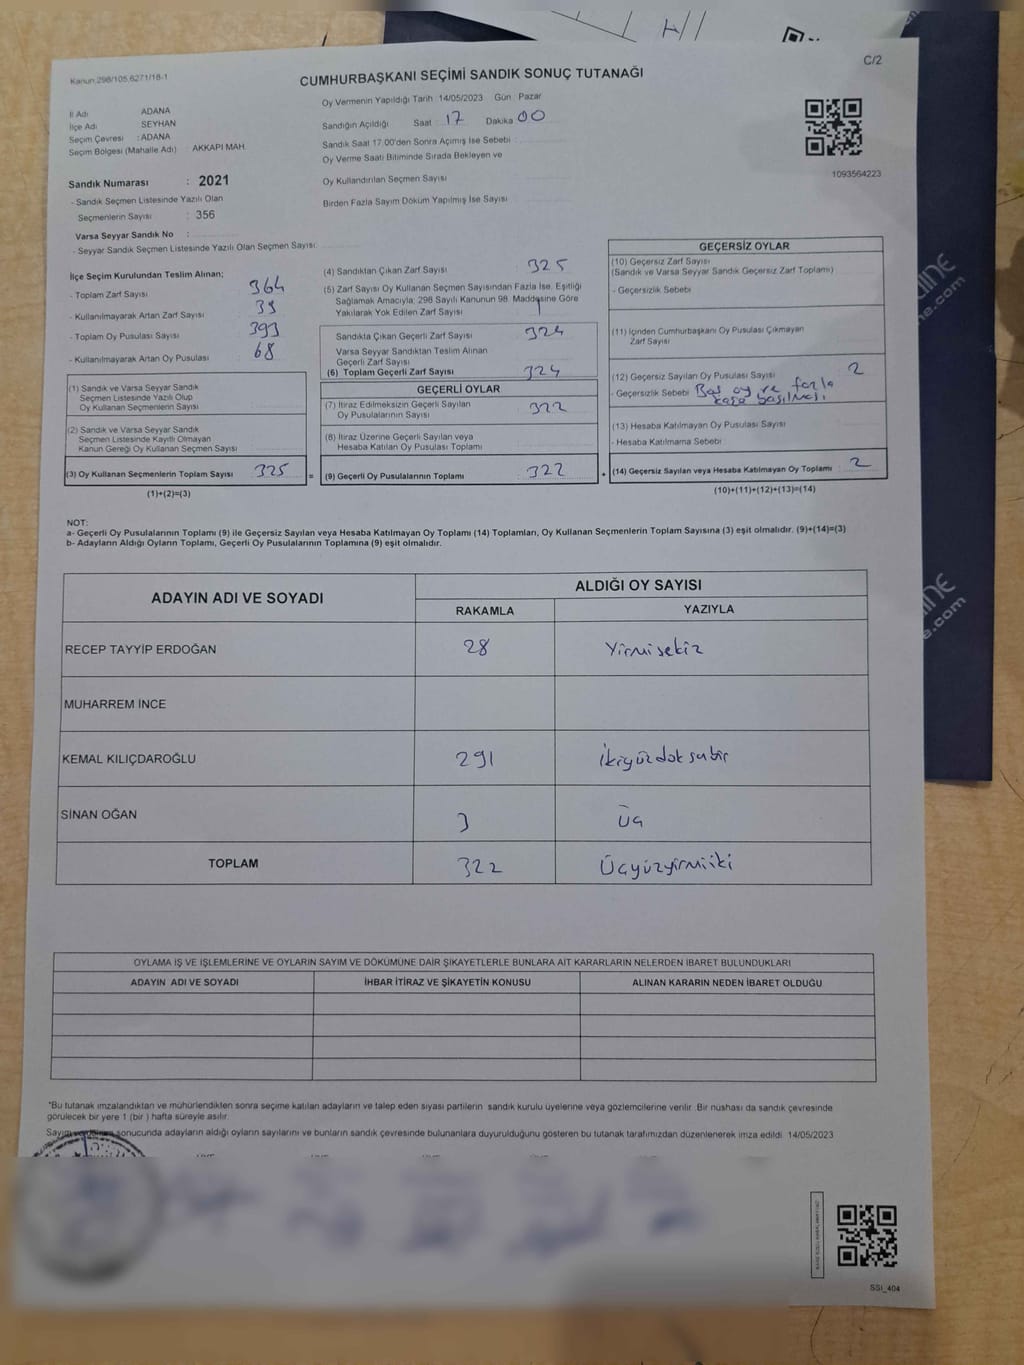 C/2
Kanun:298/105.6271/18-1
CUMHURBAŞKANI SEÇİMİ SANDIK SONUÇ TUTANAĞI
İl Adı ADANA
İlçe Adı SEYHAN
Seçim Çevresi : ADANA
Seçim Bölgesi (Mahalle Adı) : AKKAPI MAH.
Sandık Numarası : 2021
- Sandık Seçmen Listesinde Yazılı Olan
Seçmenlerin Sayısı : 356
Varsa Seyyar Sandık No :
- Seyyar Sandık Seçmen Listesinde Yazılı Olan Seçmen Sayısı:
Oy Vermenin Yapıldığı Tarih : 14/05/2023 Gün : Pazar
Sandığın Açıldığı Saat : 17 Dakika 00
Sandık Saat 17.00'den Sonra Açımış İse Sebebi :
Oy Verme Saati Bitiminde Sırada Bekleyen ve
Oy Kullandırılan Seçmen Sayısı
Birden Fazla Sayım Döküm Yapılmış İse Sayısı
1093564223
İlçe Seçim Kurulundan Teslim Alınan;
- Toplam Zarf Sayısı 364
- Kullanılmayarak Artan Zarf Sayısı 39
- Toplam Oy Pusulası Sayısı 393
- Kullanılmayarak Artan Oy Pusulası 68
(1) Sandık ve Varsa Seyyar Sandık
Seçmen Listesinde Yazılı Olup
Oy Kullanan Seçmenlerin Sayısı
(2) Sandık ve Varsa Seyyar Sandık
Seçmen Listesinde Kayıtlı Olmayan
Kanun Gereği Oy Kullanan Seçmen Sayısı
(3) Oy Kullanan Seçmenlerin Toplam Sayısı 325 =
(1)+(2)=(3)
(4) Sandıktan Çıkan Zarf Sayısı 325
(5) Zarf Sayısı Oy Kullanan Seçmen Sayısından Fazla İse, Eşitliği
Sağlamak Amacıyla; 298 Sayılı Kanunun 98. Maddesine Göre
Yakılarak Yok Edilen Zarf Sayısı 1
Sandıkta Çıkan Geçerli Zarf Sayısı 324
Varsa Seyyar Sandıktan Teslim Alınan
Geçerli Zarf Sayısı
(6) Toplam Geçerli Zarf Sayısı 324
GEÇERLİ OYLAR
(7) İtiraz Edilmeksizin Geçerli Sayılan
Oy Pusulalarının Sayısı 322
(8) İtiraz Üzerine Geçerli Sayılan veya
Hesaba Katılan Oy Pusulası Toplamı
(9) Geçerli Oy Pusulalarının Toplamı 322 +
GEÇERSİZ OYLAR
(10) Geçersiz Zarf Sayısı
(Sandık ve Varsa Seyyar Sandık Geçersiz Zarf Toplamı)
- Geçersizlik Sebebi
(11) İçinden Cumhurbaşkanı Oy Pusulası Çıkmayan
Zarf Sayısı
(12) Geçersiz Sayılan Oy Pusulası Sayısı 2
- Geçersizlik Sebebi Boş oy ve fazla
kaşe basılması
(13) Hesaba Katılmayan Oy Pusulası Sayısı
- Hesaba Katılmama Sebebi
(14) Geçersiz Sayılan veya Hesaba Katılmayan Oy Toplamı 2
(10)+(11)+(12)+(13)=(14)
NOT:
a- Geçerli Oy Pusulalarının Toplamı (9) ile Geçersiz Sayılan veya Hesaba Katılmayan Oy Toplamı (14) Toplamları, Oy Kullanan Seçmenlerin Toplam Sayısına (3) eşit olmalıdır. (9)+(14)=(3)
b- Adayların Aldığı Oyların Toplamı, Geçerli Oy Pusulalarının Toplamına (9) eşit olmalıdır.
ADAYIN ADI VE SOYADI
ALDIĞI OY SAYISI
RAKAMLA YAZIYLA
RECEP TAYYİP ERDOĞAN 28 Yirmisekiz
MUHARREM İNCE
KEMAL KILIÇDAROĞLU 291 İkiyüzdoksanbir
SİNAN OĞAN 3 Üç
TOPLAM 322 Üçyüzyirmiiki
OYLAMA İŞ VE İŞLEMLERİNE VE OYLARIN SAYIM VE DÖKÜMÜNE DAİR ŞİKAYETLERLE BUNLARA AİT KARARLARIN NELERDEN İBARET BULUNDUKLARI
ADAYIN ADI VE SOYADI İHBAR İTİRAZ VE ŞİKAYETİN KONUSU ALINAN KARARIN NEDEN İBARET OLDUĞU
*Bu tutanak imzalandıktan ve mühürlendikten sonra seçime katılan adayların ve talep eden siyasi partilerin sandık kurulu üyelerine veya gözlemcilerine verilir. Bir nüshası da sandık çevresinde
görülecek bir yere 1 (bir ) hafta süreyle asılır.
sonucunda adayların aldığı oyların sayılarını ve bunların sandık çevresinde bulunanlara duyurulduğunu gösteren bu tutanak tarafımızdan düzenlenerek imza edildi. 14/05/2023
SSI_404